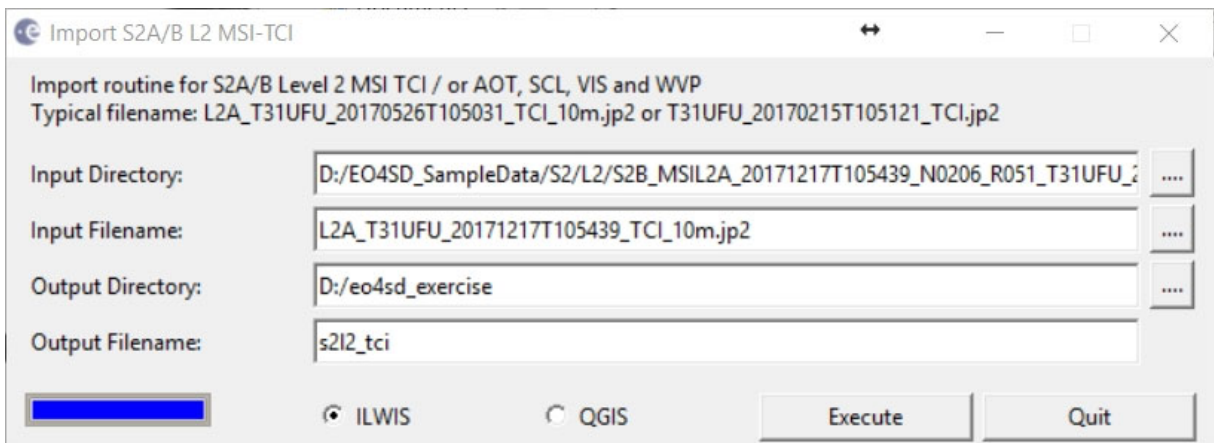 Import S2A/B L2 MSI-TCI
Import routine for S2A/B Level 2 MSI TCI / or AOT, SCL, VIS and WVP
Typical filename: L2A_T31UFU_20170526T105031_TCI_10m.jp2 or T31UFU_20170215T105121_TCI.jp2
Input Directory: D:/EO4SD_SampleData/S2/L2/S2B_MSIL2A_20171217T105439_N0206_R051_T31UFU_2 ....
Input Filename: L2A_T31UFU_20171217T105439_TCI_10m.jp2 ....
Output Directory: D:/eo4sd_exercise ....
Output Filename: s2l2_tci
ILWIS QGIS Execute Quit